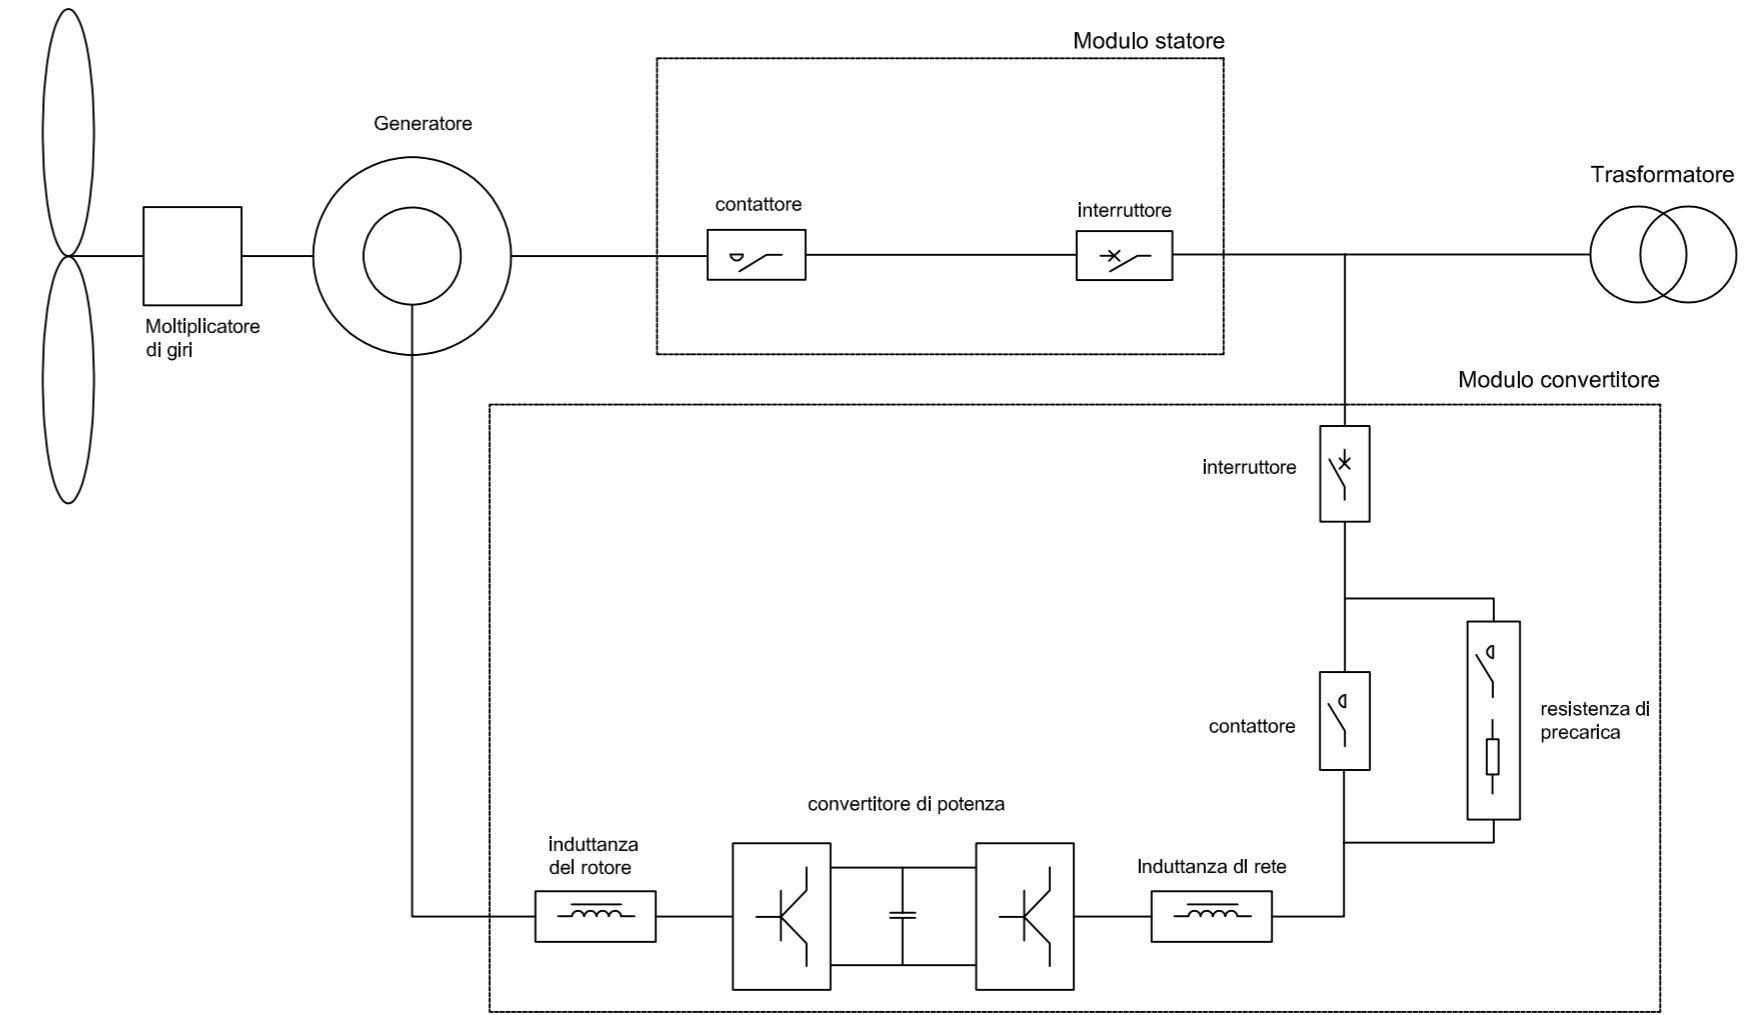 Modulo statore
Generatore
Trasformatore
contattore
interruttore
Moltiplicatore
di giri
Modulo convertitore
interruttore
resistenza di
precarica
contattore
convertitore di potenza
induttanza
del rotore
Induttanza di rete